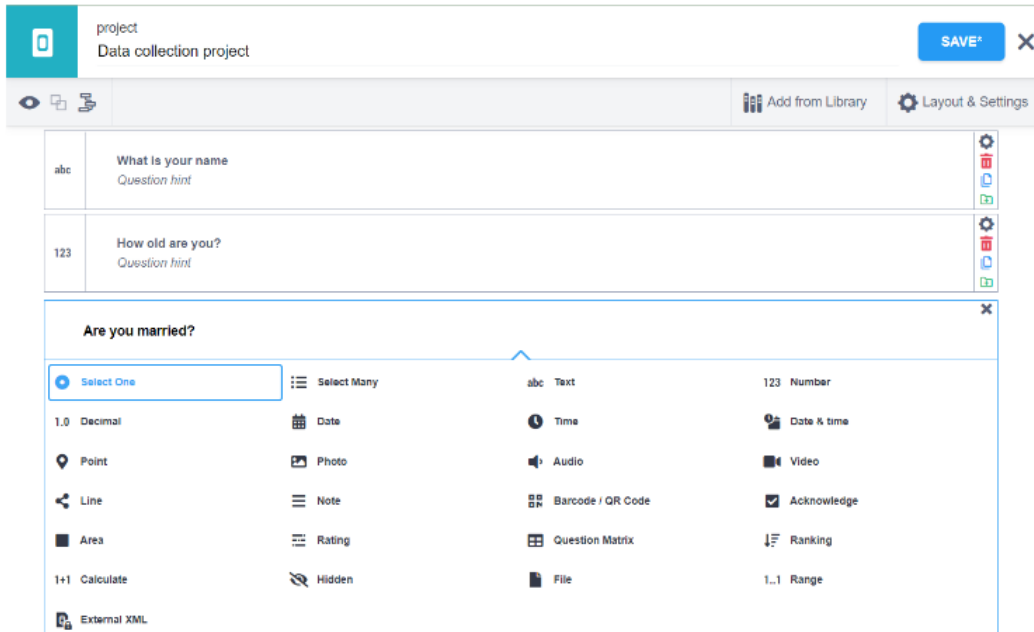 project
Data collection project
SAVE*
Add from Library
Layout & Settings
abc
What is your name
Question hint
123
How old are you?
Question hint
Are you married?
Select One
Select Many
abc Text
123 Number
1.0 Decimal
Date
Time
Date & time
Point
Photo
Audio
Video
Line
Note
Barcode / QR Code
Acknowledge
Area
Rating
Question Matrix
Ranking
1+1 Calculate
Hidden
File
1..1 Range
External XML